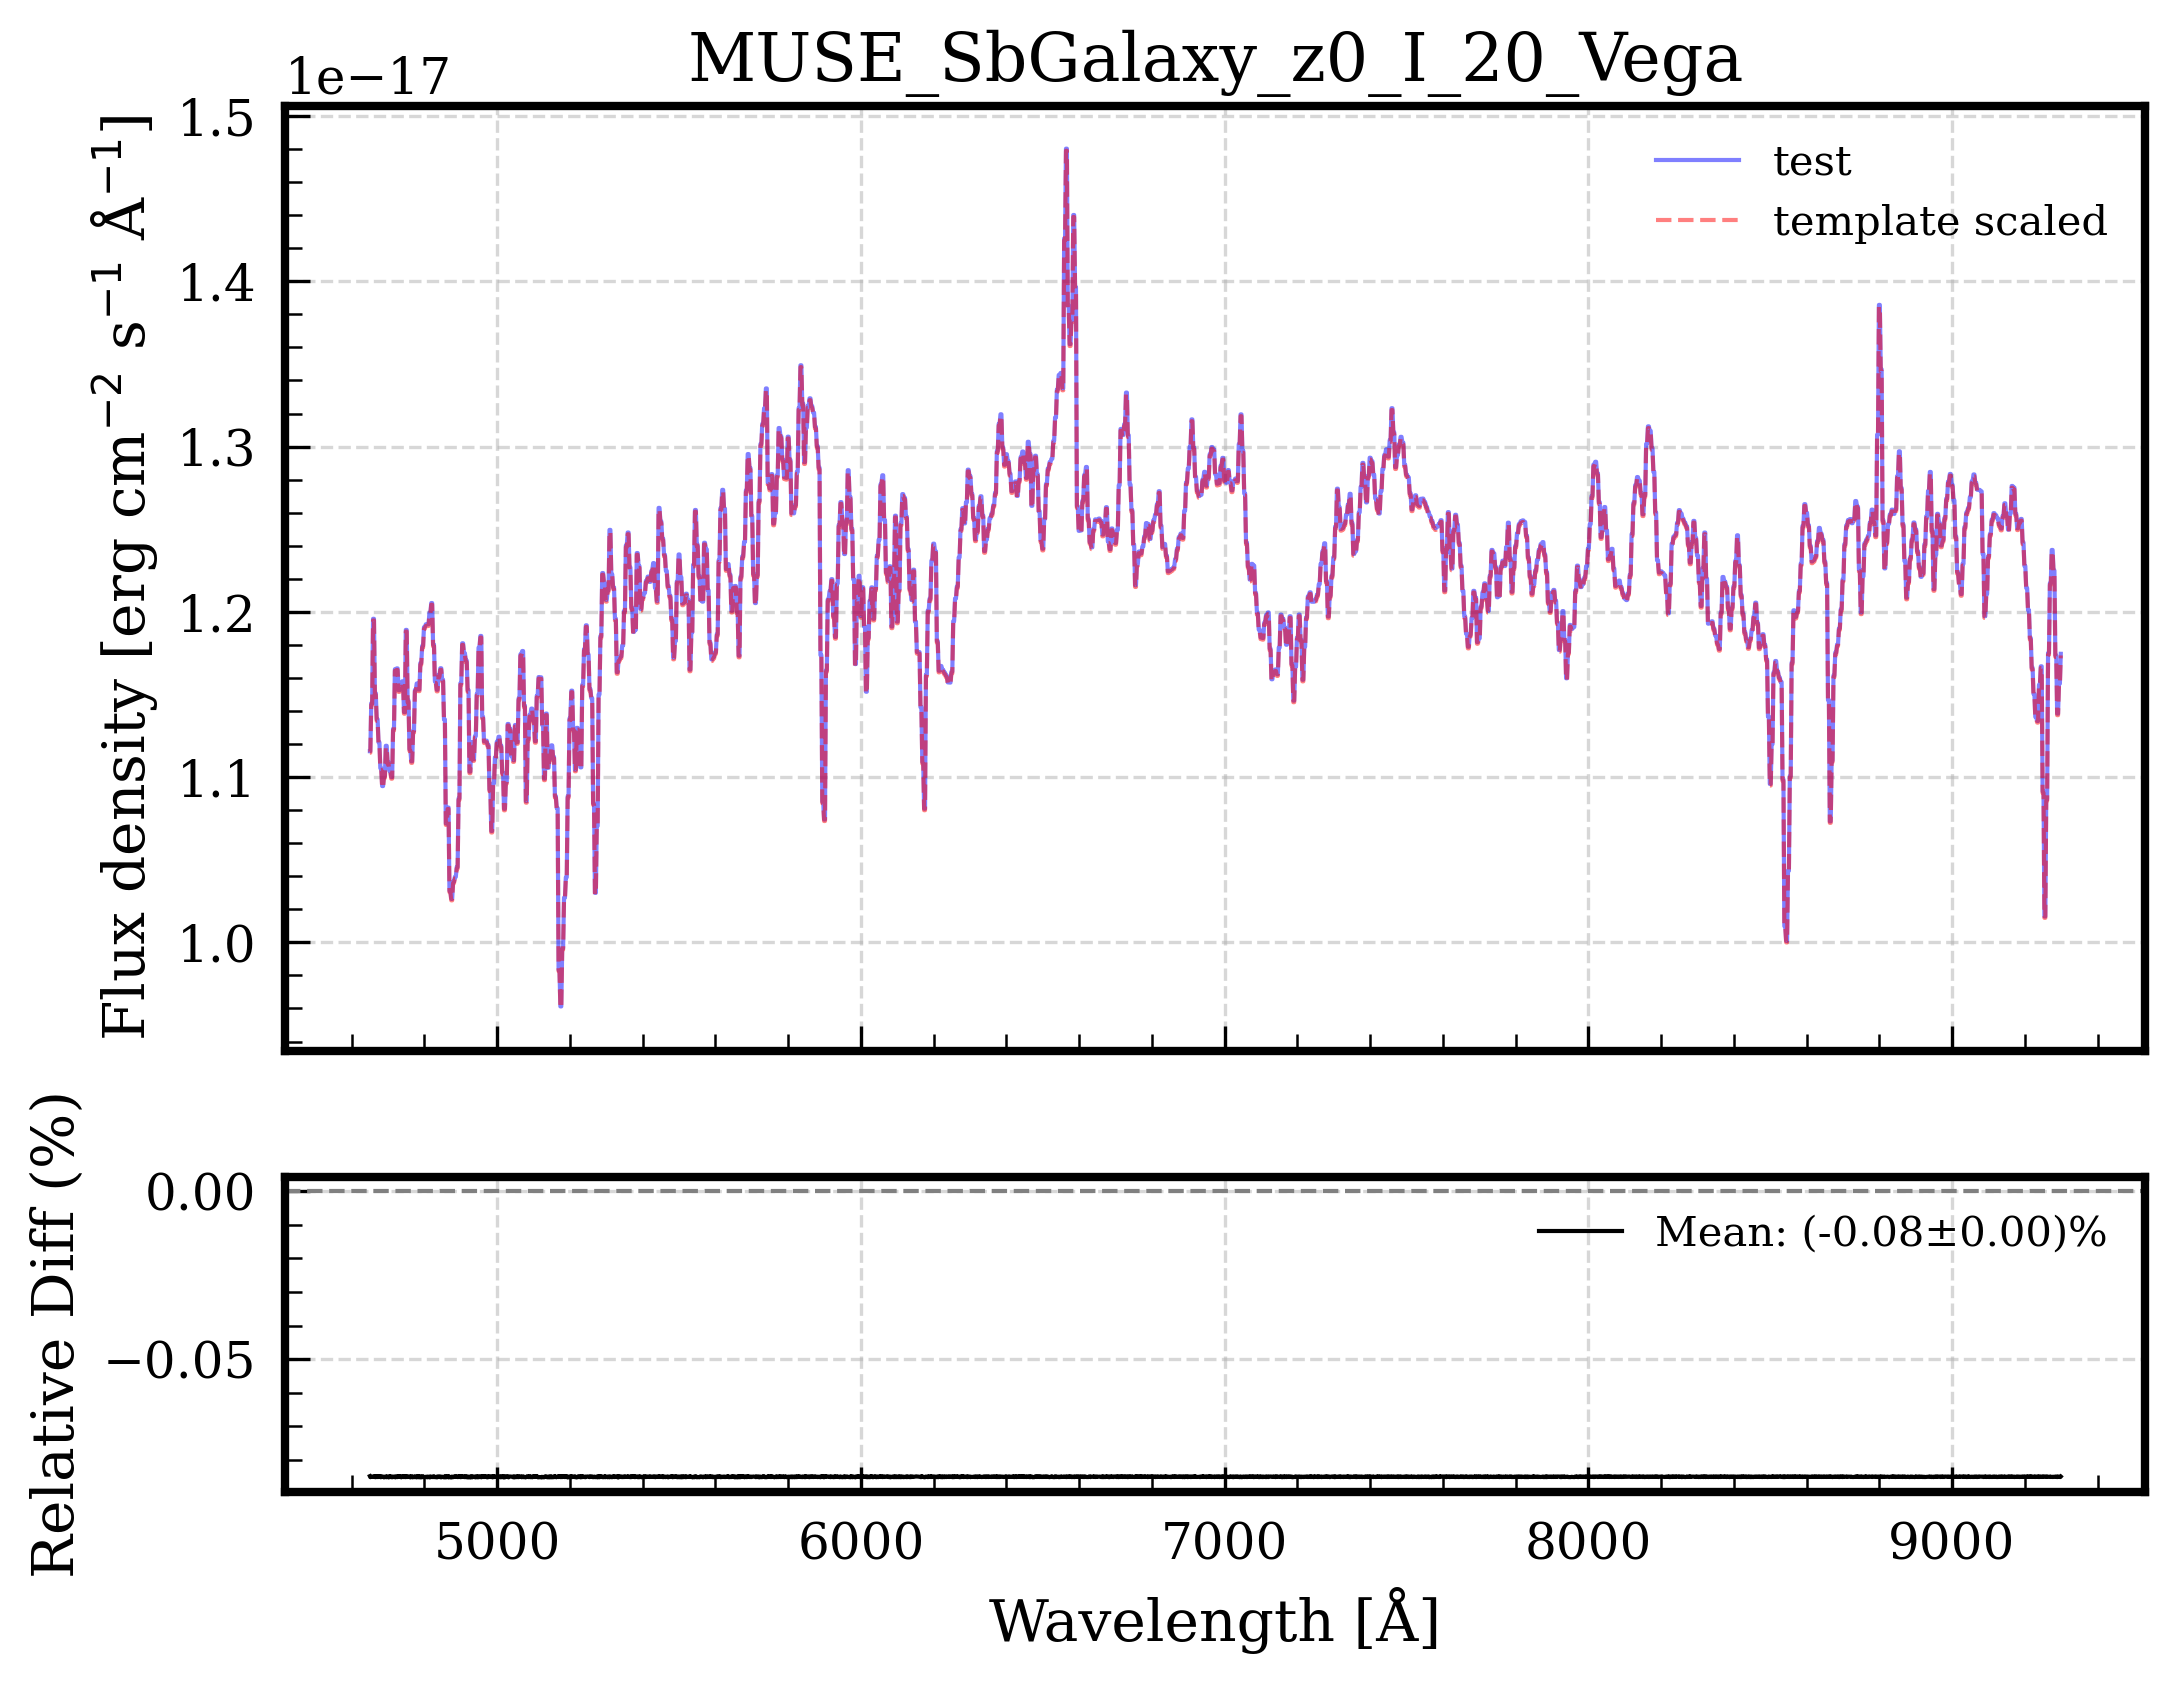 MUSE_SbGalaxy_z0_I_20_Vega
1e−17
1.5
1.4
1.3
1.2
1.1
1.0
Flux density [erg cm⁻² s⁻¹ Å⁻¹]
test
template scaled
0.00
−0.05
Relative Diff (%)
Mean: (-0.08±0.00)%
5000 6000 7000 8000 9000
Wavelength [Å]